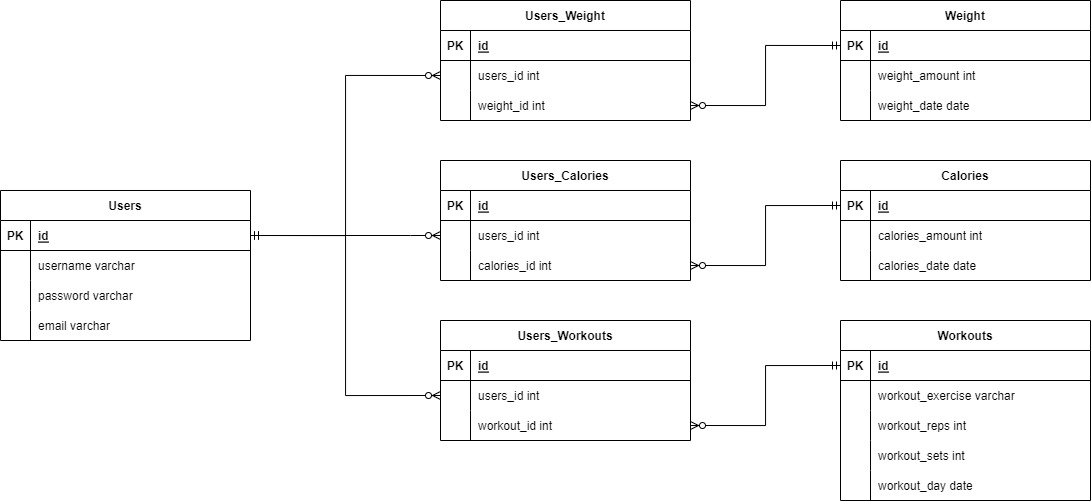 Users
PK id
username varchar
password varchar
email varchar
Users_Weight
PK id
users_id int
weight_id int
Weight
PK id
weight_amount int
weight_date date
Users_Calories
PK id
users_id int
calories_id int
Calories
PK id
calories_amount int
calories_date date
Users_Workouts
PK id
users_id int
workout_id int
Workouts
PK id
workout_exercise varchar
workout_reps int
workout_sets int
workout_day date